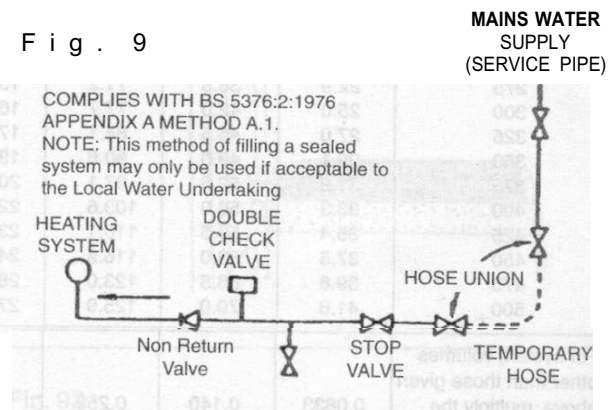 Fig. 9
MAINS WATER
SUPPLY
(SERVICE PIPE)
COMPLIES WITH BS 5376:2:1976
APPENDIX A METHOD A.1.
NOTE: This method of filling a sealed
system may only be used if acceptable to
the Local Water Undertaking
HEATING
SYSTEM
DOUBLE
CHECK
VALVE
HOSE UNION
Non Return
Valve
STOP
VALVE
TEMPORARY
HOSE